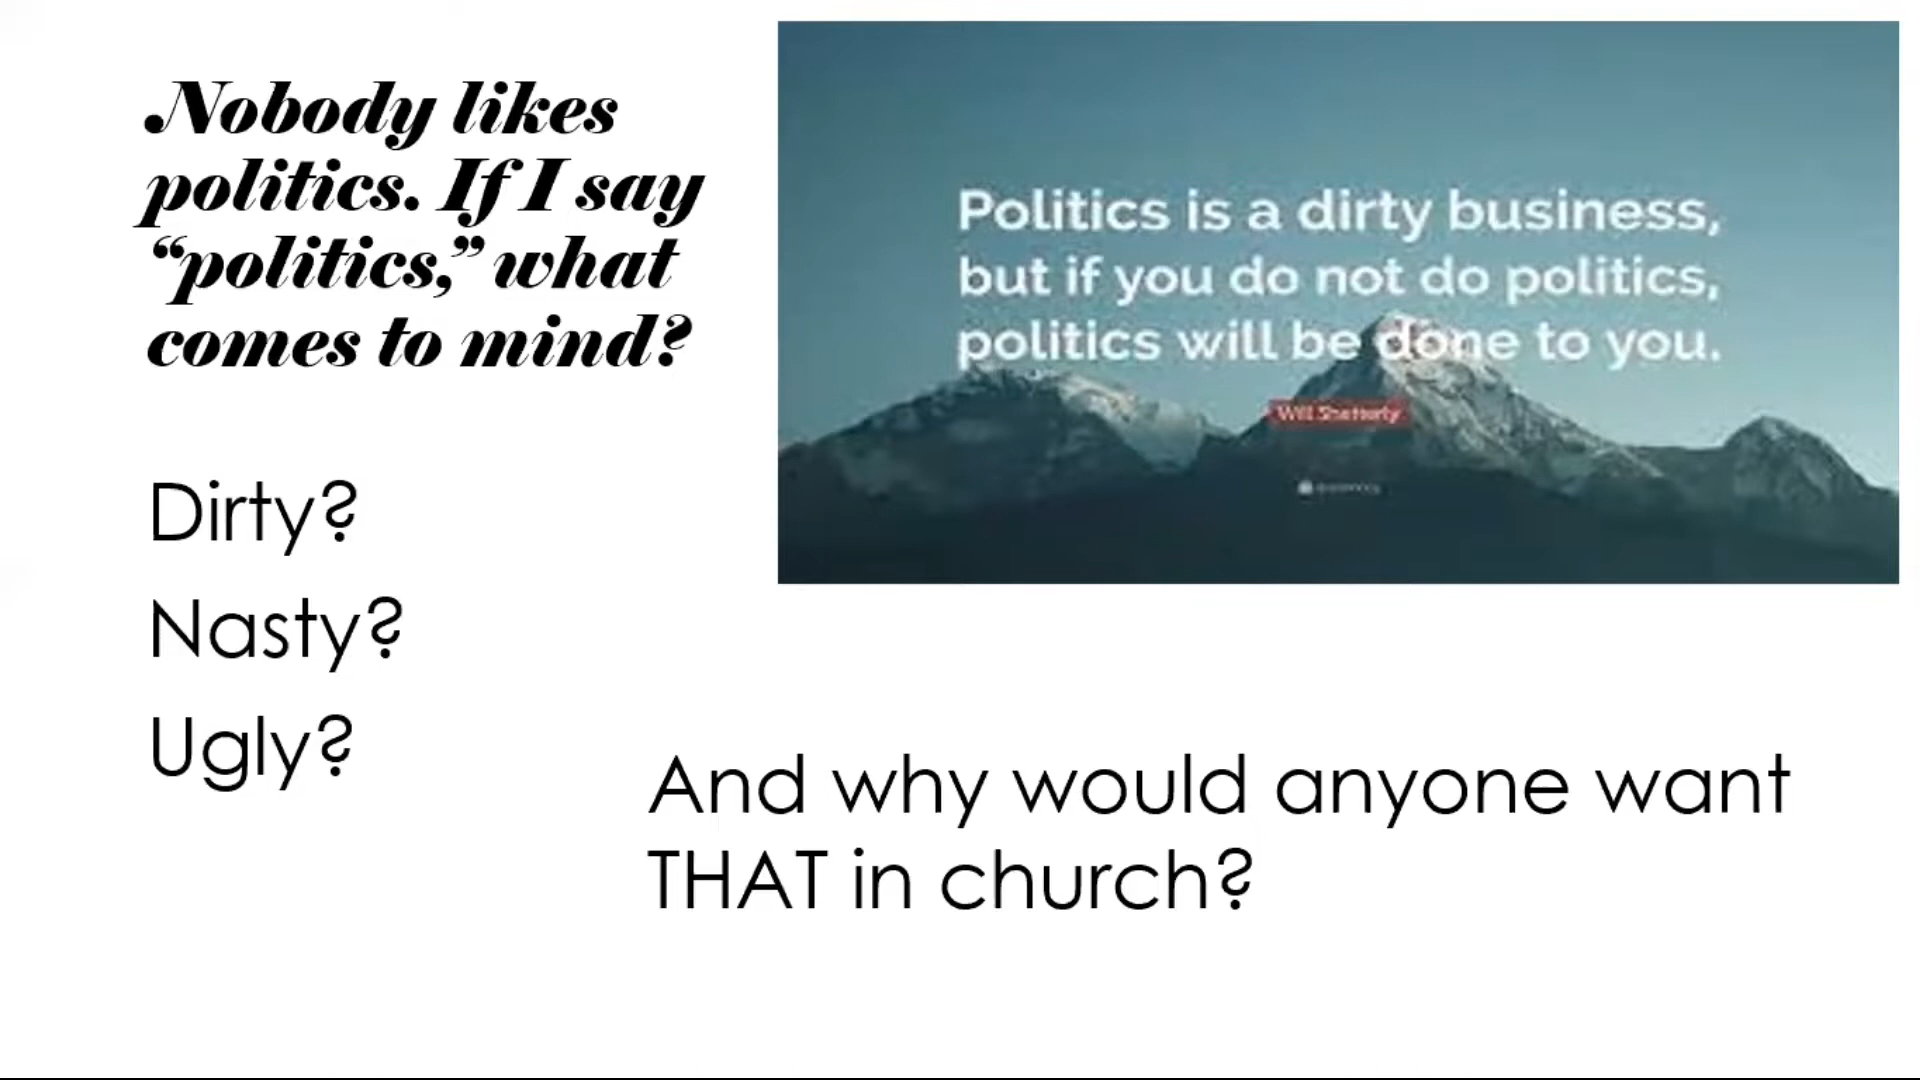 Nobody likes
politics. If I say
“politics,” what
comes to mind?
Dirty?
Nasty?
Ugly?
Politics is a dirty business,
but if you do not do politics,
politics will be done to you.
Will Shetterly
And why would anyone want
THAT in church?